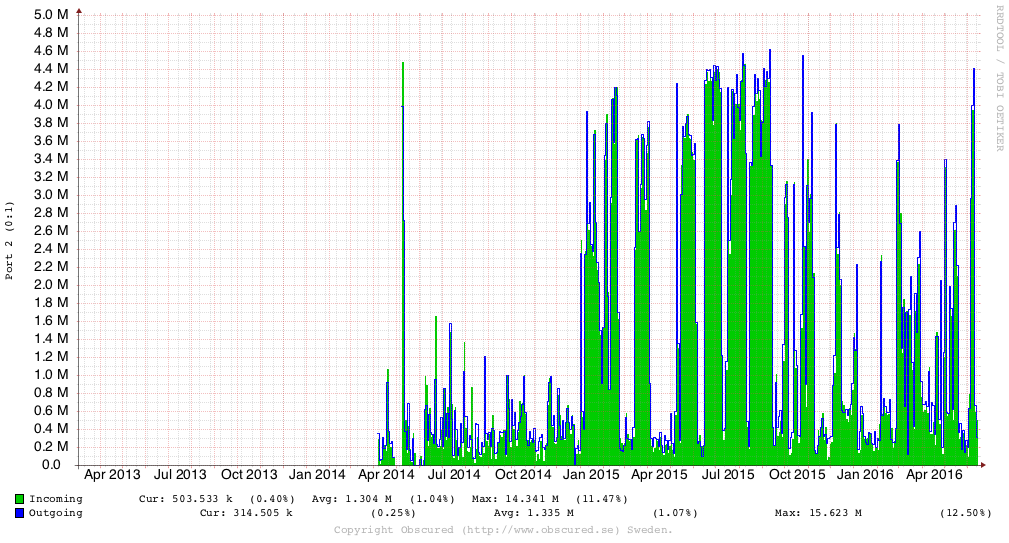 5.0 M
4.8 M
4.6 M
4.4 M
4.2 M
4.0 M
3.8 M
3.6 M
3.4 M
3.2 M
3.0 M
2.8 M
2.6 M
2.4 M
2.2 M
2.0 M
1.8 M
1.6 M
1.4 M
1.2 M
1.0 M
0.8 M
0.6 M
0.4 M
0.2 M
0.0
Port 2 (0:1)
RRDTOOL / TOBI OETIKER
Apr 2013 Jul 2013 Oct 2013 Jan 2014 Apr 2014 Jul 2014 Oct 2014 Jan 2015 Apr 2015 Jul 2015 Oct 2015 Jan 2016 Apr 2016
Incoming Cur: 503.533 k (0.40%) Avg: 1.304 M (1.04%) Max: 14.341 M (11.47%)
Outgoing Cur: 314.505 k (0.25%) Avg: 1.335 M (1.07%) Max: 15.623 M (12.50%)
Copyright Obscured (http://www.obscured.se) Sweden.